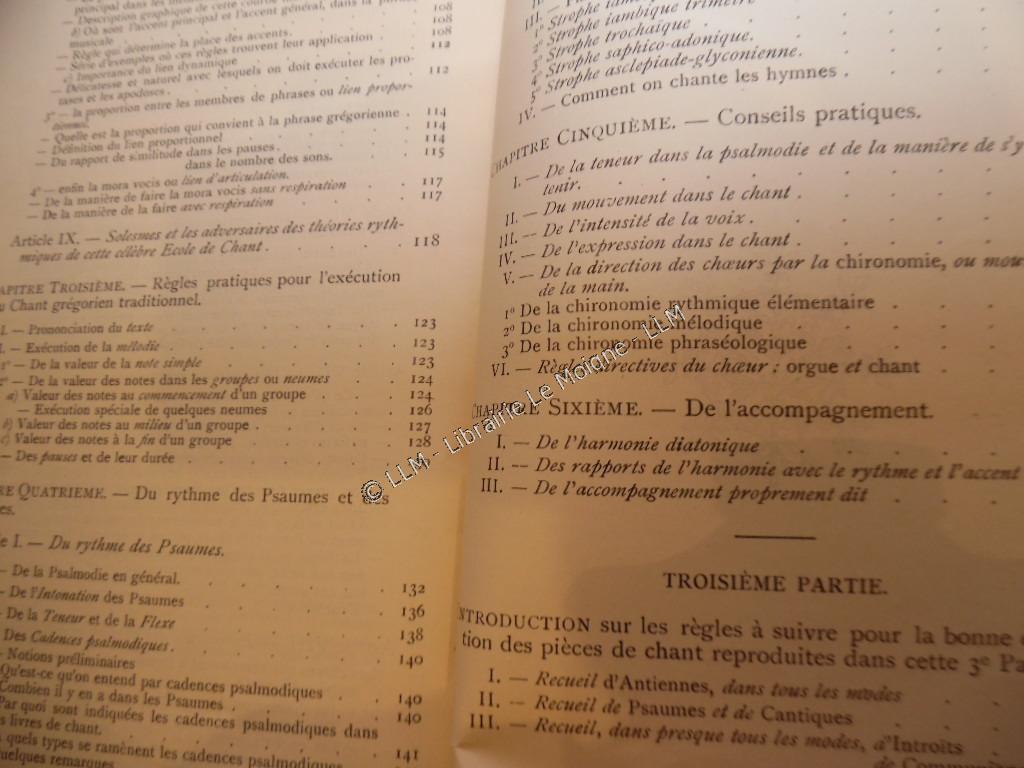 principal dans les
— Description graphique de cette courbe
b) Où sont l'accent principal et l'accent général, dans la phrase
musicale . 108
— Règle qui détermine la place des accents. 108
— Série d'exemples où ces règles trouvent leur application . 108
c) Importance du lien dynamique 112
— Délicatesse et naturel avec lesquels on doit exécuter les pro-
tases et les apodoses . 112
3° — la proportion entre les membres de phrases ou lien propor-
tionnel.
— Quelle est la proportion qui convient à la phrase grégorienne . 114
— Définition du lien proportionnel 114
— Du rapport de similitude dans les pauses . 114
dans le nombre des sons. 115
4° — enfin la mora vocis ou lien d'articulation.
— De la manière de faire la mora vocis sans respiration 117
— De la manière de la faire avec respiration 117
Article IX. — Solesmes et les adversaires des théories ryth-
miques de cette célèbre Ecole de Chant . 118
APITRE TROISIÈME. — Règles pratiques pour l'exécution
u Chant grégorien traditionnel.
I. — Prononciation du texte 123
I. — Exécution de la mélodie . 123
1° — De la valeur de la note simple 123
2° — De la valeur des notes dans les groupes ou neumes 124
a) Valeur des notes au commencement d'un groupe 124
— Exécution spéciale de quelques neumes 126
b) Valeur des notes au milieu d'un groupe . 127
c) Valeur des notes à la fin d'un groupe 128
— Des pauses et de leur durée
RE QUATRIEME. — Du rythme des Psaumes et des
es.
e I. — Du rythme des Psaumes.
— De la Psalmodie en général. 132
— De l'Intonation des Psaumes 136
— De la Teneur et de la Flexe 138
Des Cadences psalmodiques . 140
— Notions préliminaires
Qu'est-ce qu'on entend par cadences psalmodiques 140
Combien il y en a dans les Psaumes . 140
Par quoi sont indiquées les cadences psalmodiques dans
s livres de chant. 141
quels types se ramènent les cadences psalmodiques
quelques remarques
III. —
1° Strophe iambique
2° Strophe iambique trimètre
3° Strophe trochaïque
4° Strophe saphico-adonique.
5° Strophe asclepiade-glyconienne.
IV. — Comment on chante les hymnes .
CHAPITRE CINQUIÈME. — Conseils pratiques.
I. — De la teneur dans la psalmodie et de la manière de s'y
tenir.
II. — Du mouvement dans le chant
III. — De l'intensité de la voix .
IV. — De l'expression dans le chant .
V. — De la direction des chœurs par la chironomie, ou mou
de la main.
1° De la chironomie rythmique élémentaire
2° De la chironomie mélodique
3° De la chironomie phraséologique
VI. — Règles directives du chœur : orgue et chant
CHAPITRE SIXIÈME. — De l'accompagnement.
I. — De l'harmonie diatonique
II. — Des rapports de l'harmonie avec le rythme et l'accent
III. — De l'accompagnement proprement dit
TROISIÈME PARTIE.
NTRODUCTION sur les règles à suivre pour la bonne
tion des pièces de chant reproduites dans cette 3e Pa
I. — Recueil d'Antiennes, dans tous les modes
II. — Recueil de Psaumes et de Cantiques
III. — Recueil, dans presque tous les modes, d'Introits
© LLM - Librairie Le Moigne - LLM